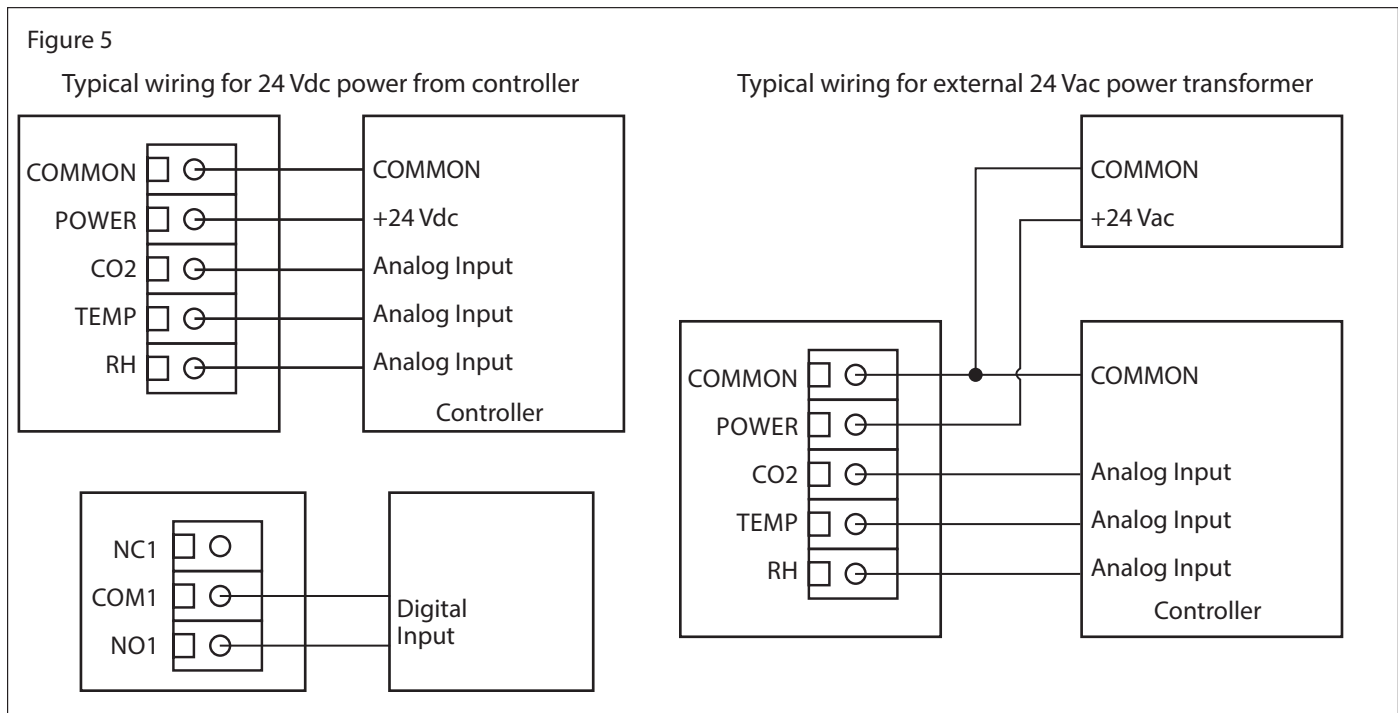 Figure 5
Typical wiring for 24 Vdc power from controller
COMMON
POWER
CO2
TEMP
RH
COMMON
+24 Vdc
Analog Input
Analog Input
Analog Input
Controller
NC1
COM1
NO1
Digital
Input
Typical wiring for external 24 Vac power transformer
COMMON
+24 Vac
COMMON
POWER
CO2
TEMP
RH
COMMON
Analog Input
Analog Input
Analog Input
Controller